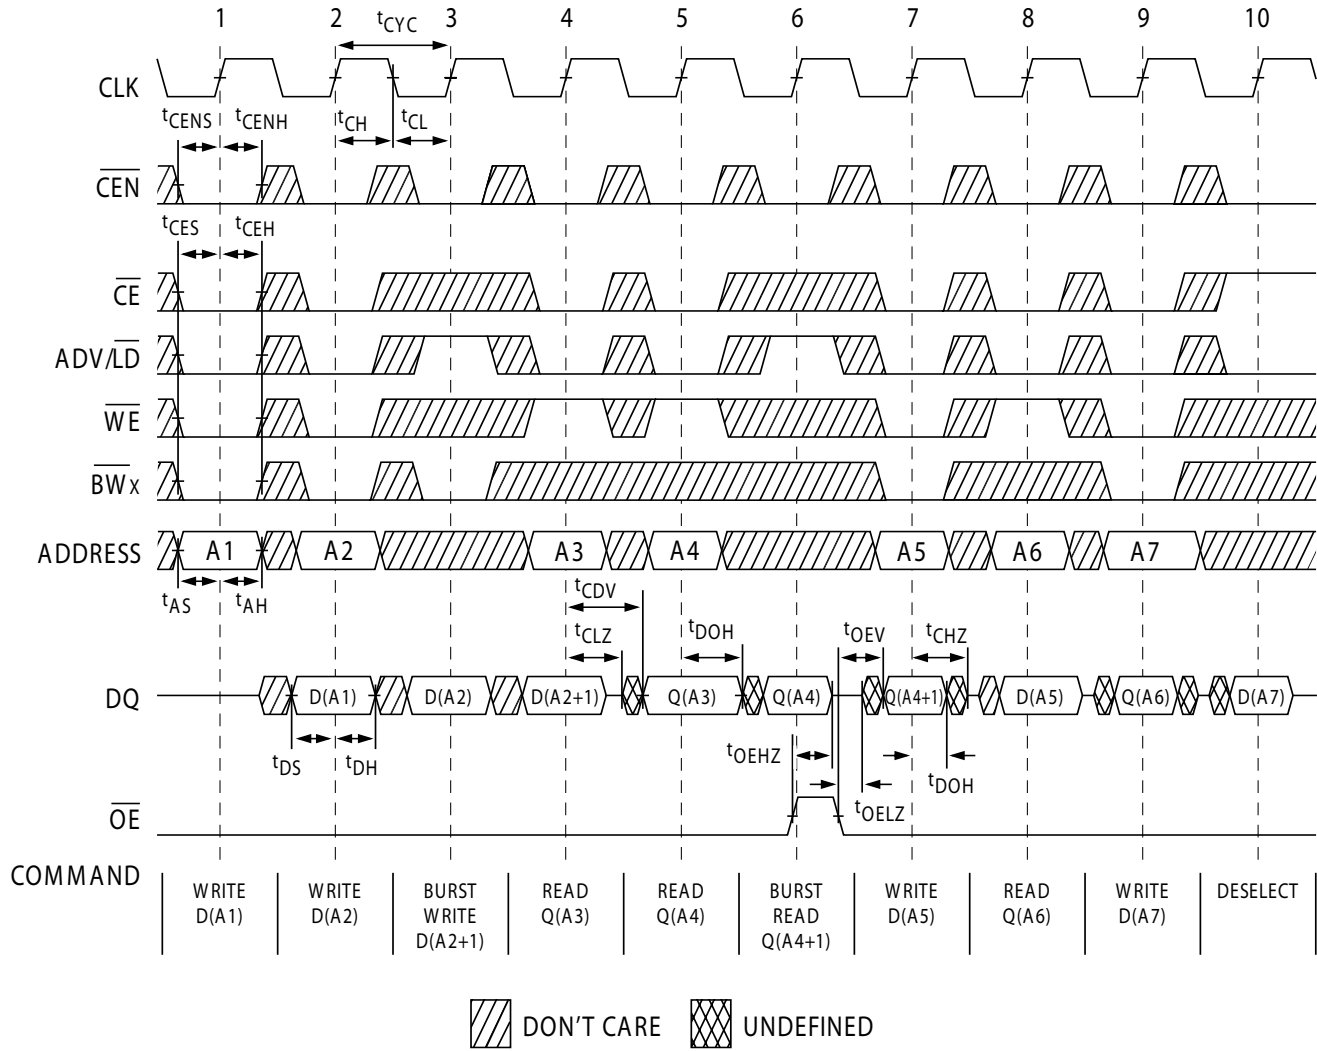 1 2 3 4 5 6 7 8 9 10
tCYC
CLK
tCENS tCENH tCH tCL
CEN
tCES tCEH
CE
ADV/LD
WE
BWx
ADDRESS A1 A2 A3 A4 A5 A6 A7
tAS tAH tCDV
tCLZ tDOH tOEV tCHZ
DQ D(A1) D(A2) D(A2+1) Q(A3) Q(A4) Q(A4+1) D(A5) Q(A6) D(A7)
tDS tDH tOEHZ tDOH
tOELZ
OE
COMMAND
WRITE WRITE BURST READ READ BURST WRITE READ WRITE DESELECT
D(A1) D(A2) WRITE Q(A3) Q(A4) READ D(A5) Q(A6) D(A7)
D(A2+1) Q(A4+1)
DON'T CARE UNDEFINED